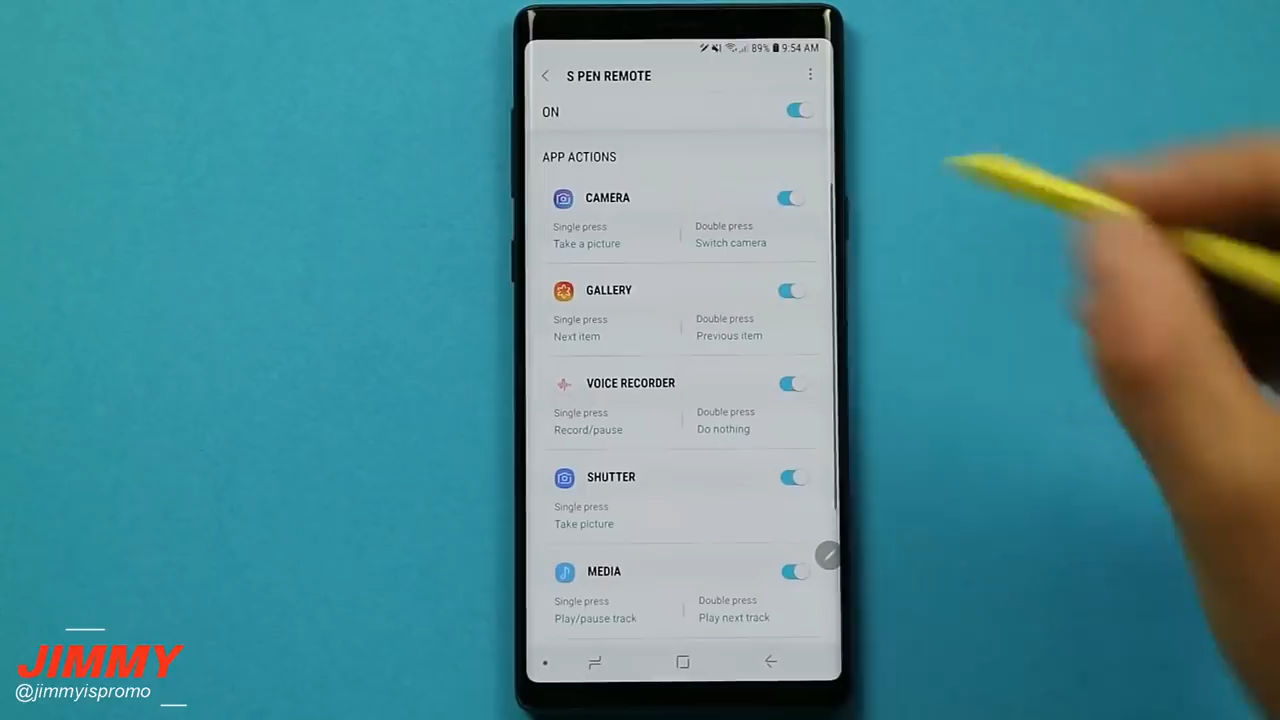 89% 9:54 AM
S PEN REMOTE
ON
APP ACTIONS
CAMERA
Single press
Take a picture
Double press
Switch camera
GALLERY
Single press
Next item
Double press
Previous item
VOICE RECORDER
Single press
Record/pause
Double press
Do nothing
SHUTTER
Single press
Take picture
MEDIA
Single press
Play/pause track
Double press
Play next track
JIMMY
@jimmyispromo